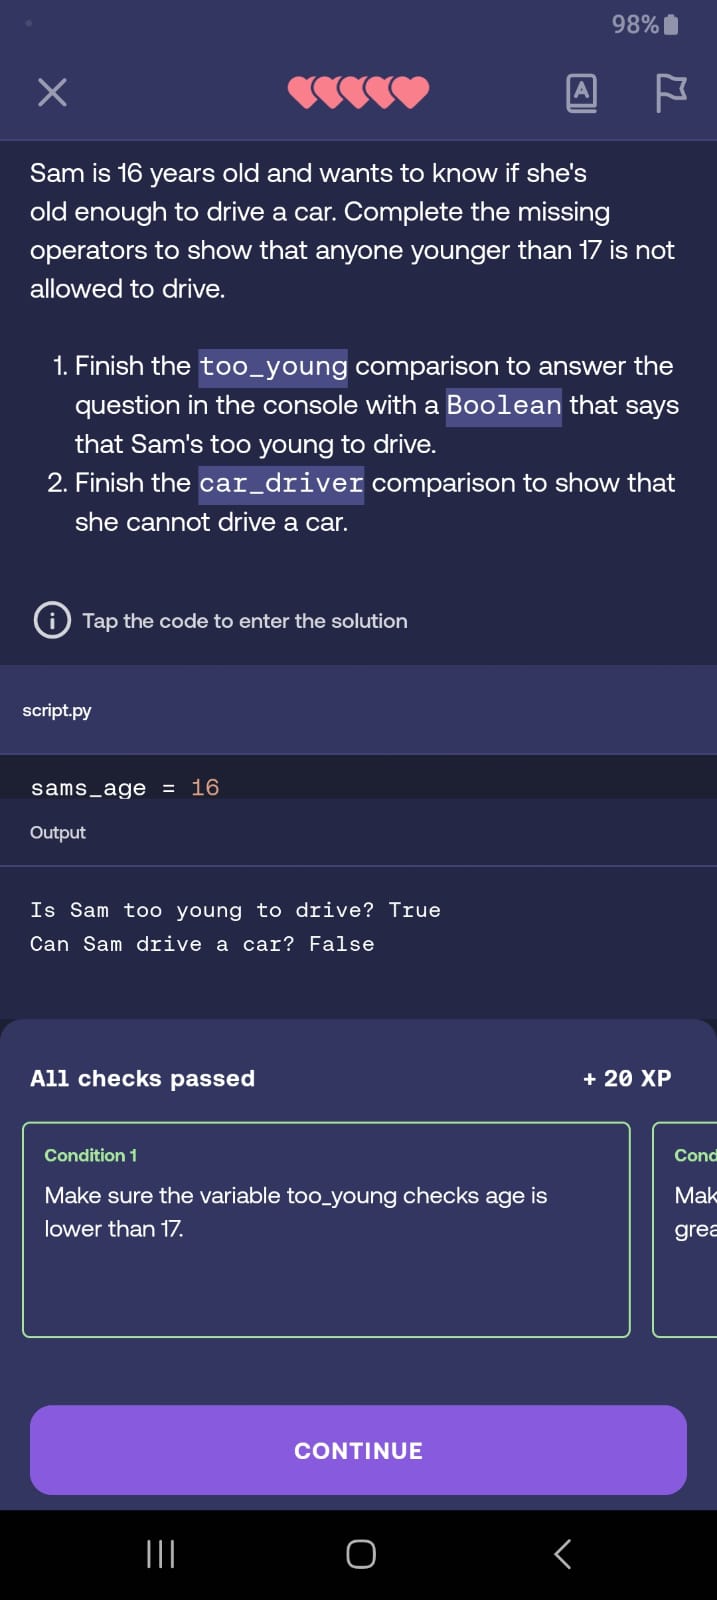 98%
Sam is 16 years old and wants to know if she's
old enough to drive a car. Complete the missing
operators to show that anyone younger than 17 is not
allowed to drive.
1. Finish the too_young comparison to answer the
question in the console with a Boolean that says
that Sam's too young to drive.
2. Finish the car_driver comparison to show that
she cannot drive a car.
Tap the code to enter the solution
script.py
sams_age = 16
Output
Is Sam too young to drive? True
Can Sam drive a car? False
All checks passed
+ 20 XP
Condition 1
Make sure the variable too_young checks age is
lower than 17.
Cond
Mak
grea
CONTINUE